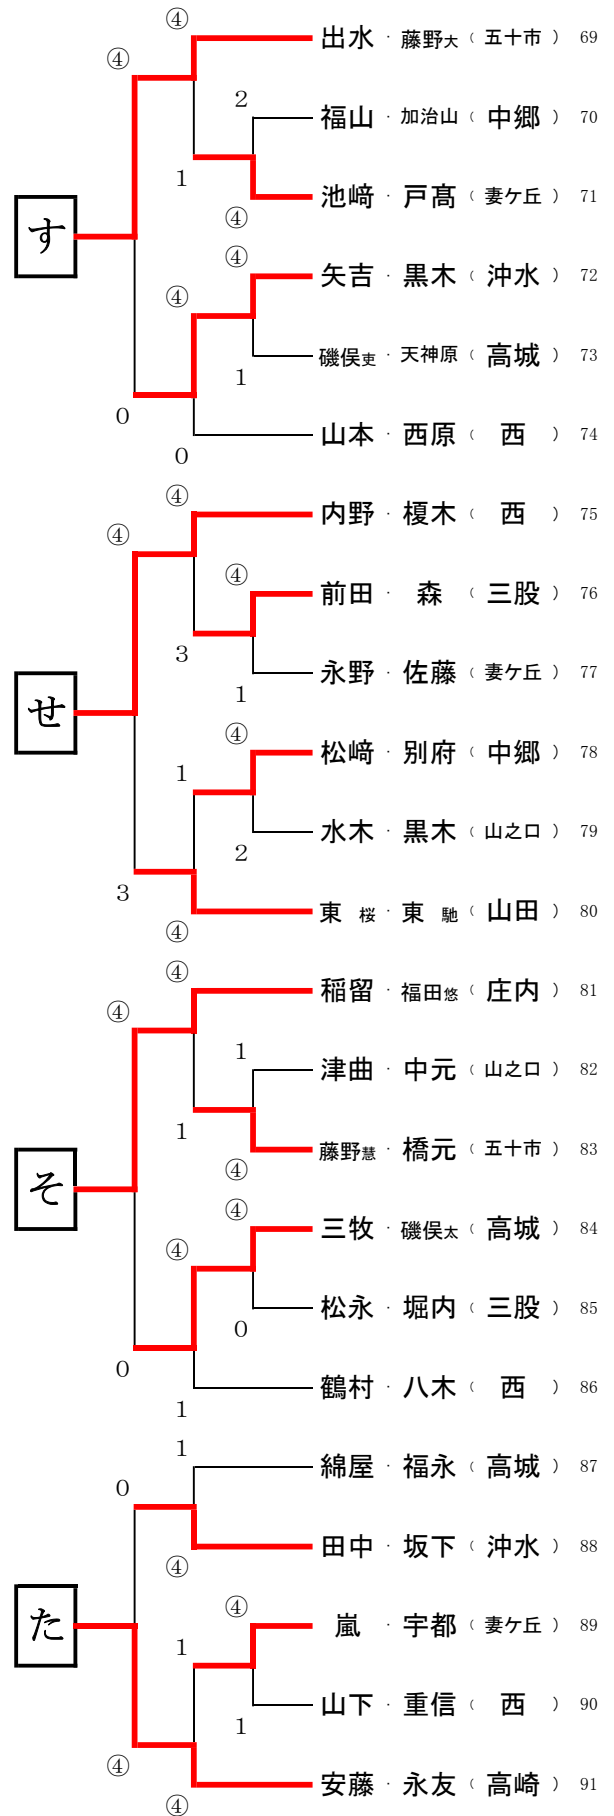 ④
出水 ・ 藤野大 （ 五十市 ） 69
④
2
福山 ・ 加治山 （ 中郷 ） 70
1
池﨑 ・ 戸髙 （ 妻ケ丘 ） 71
④
す
④
矢吉 ・ 黒木 （ 沖水 ） 72
④
磯俣吏 ・ 天神原 （ 高城 ） 73
1
0
山本 ・ 西原 （ 西 ） 74
0
④
内野 ・ 榎木 （ 西 ） 75
④
④
前田 ・ 森 （ 三股 ） 76
3
永野 ・ 佐藤 （ 妻ケ丘 ） 77
1
せ
④
松﨑 ・ 別府 （ 中郷 ） 78
1
水木 ・ 黒木 （ 山之口 ） 79
2
3
東 桜 ・ 東 馳 （ 山田 ） 80
④
④
稲留 ・ 福田悠 （ 庄内 ） 81
④
1
津曲 ・ 中元 （ 山之口 ） 82
1
藤野慧 ・ 橋元 （ 五十市 ） 83
④
そ
④
三牧 ・ 磯俣太 （ 高城 ） 84
④
松永 ・ 堀内 （ 三股 ） 85
0
0
鶴村 ・ 八木 （ 西 ） 86
1
1
綿屋 ・ 福永 （ 高城 ） 87
0
田中 ・ 坂下 （ 沖水 ） 88
④
た
④
嵐 ・ 宇都 （ 妻ケ丘 ） 89
1
山下 ・ 重信 （ 西 ） 90
1
④
安藤 ・ 永友 （ 高崎 ） 91
④